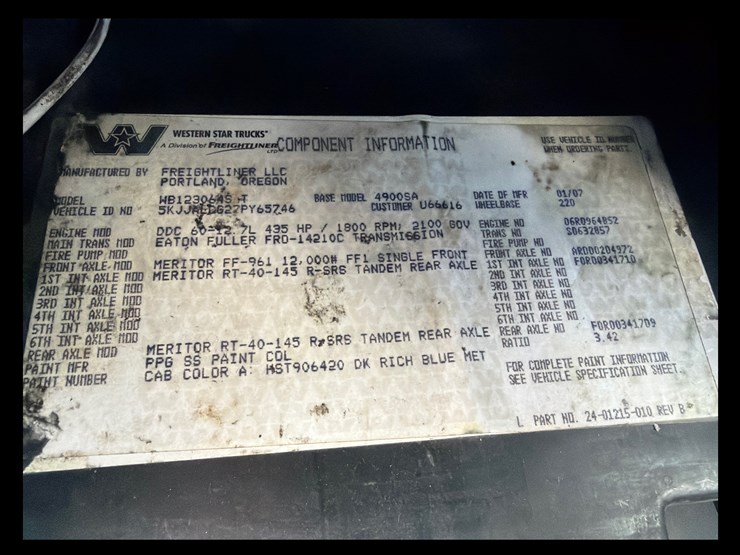 WESTERN STAR TRUCKS
A Division of FREIGHTLINER LTD
COMPONENT INFORMATION
USE VEHICLE ID NUMBER
WHEN ORDERING PARTS.
MANUFACTURED BY FREIGHTLINER LLC
PORTLAND, OREGON
MODEL BASE MODEL 4900SA DATE OF MFR 01/07
VEHICLE ID NO CUSTOMER U66616 WHEELBASE 220
ENGINE MOD DDC 60-12.7L 435 HP / 1800 RPM, 2100 GOV ENGINE NO 06R0964852
MAIN TRANS MOD EATON FULLER FRO-14210C TRANSMISSION TRANS NO S0632857
FIRE PUMP MOD FIRE PUMP NO
FRONT AXLE MOD MERITOR FF-961 12,000# FF1 SINGLE FRONT FRONT AXLE NO
1ST INT AXLE MOD MERITOR RT-40-145 R-SRS TANDEM REAR AXLE 1ST INT AXLE NO FOR00341710
2ND INT AXLE MOD 2ND INT AXLE NO
3RD INT AXLE MOD 3RD INT AXLE NO
4TH INT AXLE MOD 4TH INT AXLE NO
5TH INT AXLE MOD 5TH INT AXLE NO
6TH INT AXLE MOD 6TH INT AXLE NO
REAR AXLE MOD MERITOR RT-40-145 R-SRS TANDEM REAR AXLE REAR AXLE NO FOR00341709
PAINT MFR PPG SS PAINT COL RATIO 3.42
PAINT NUMBER CAB COLOR A: HST906420 DK RICH BLUE MET
FOR COMPLETE PAINT INFORMATION
SEE VEHICLE SPECIFICATION SHEET.
L PART NO. 24-01215-010 REV B